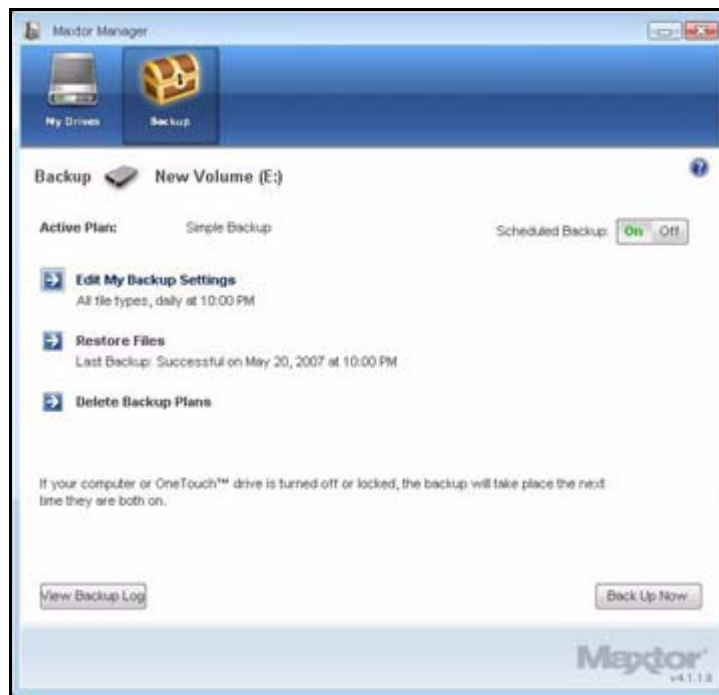 Maxtor Manager
My Drives
Backup
Backup New Volume (E:)
Active Plan: Simple Backup
Scheduled Backup: On Off
Edit My Backup Settings
All file types, daily at 10:00 PM
Restore Files
Last Backup: Successful on May 20, 2007 at 10:00 PM
Delete Backup Plans
If your computer or OneTouch™ drive is turned off or locked, the backup will take place the next
time they are both on.
View Backup Log
Back Up Now
Maxtor